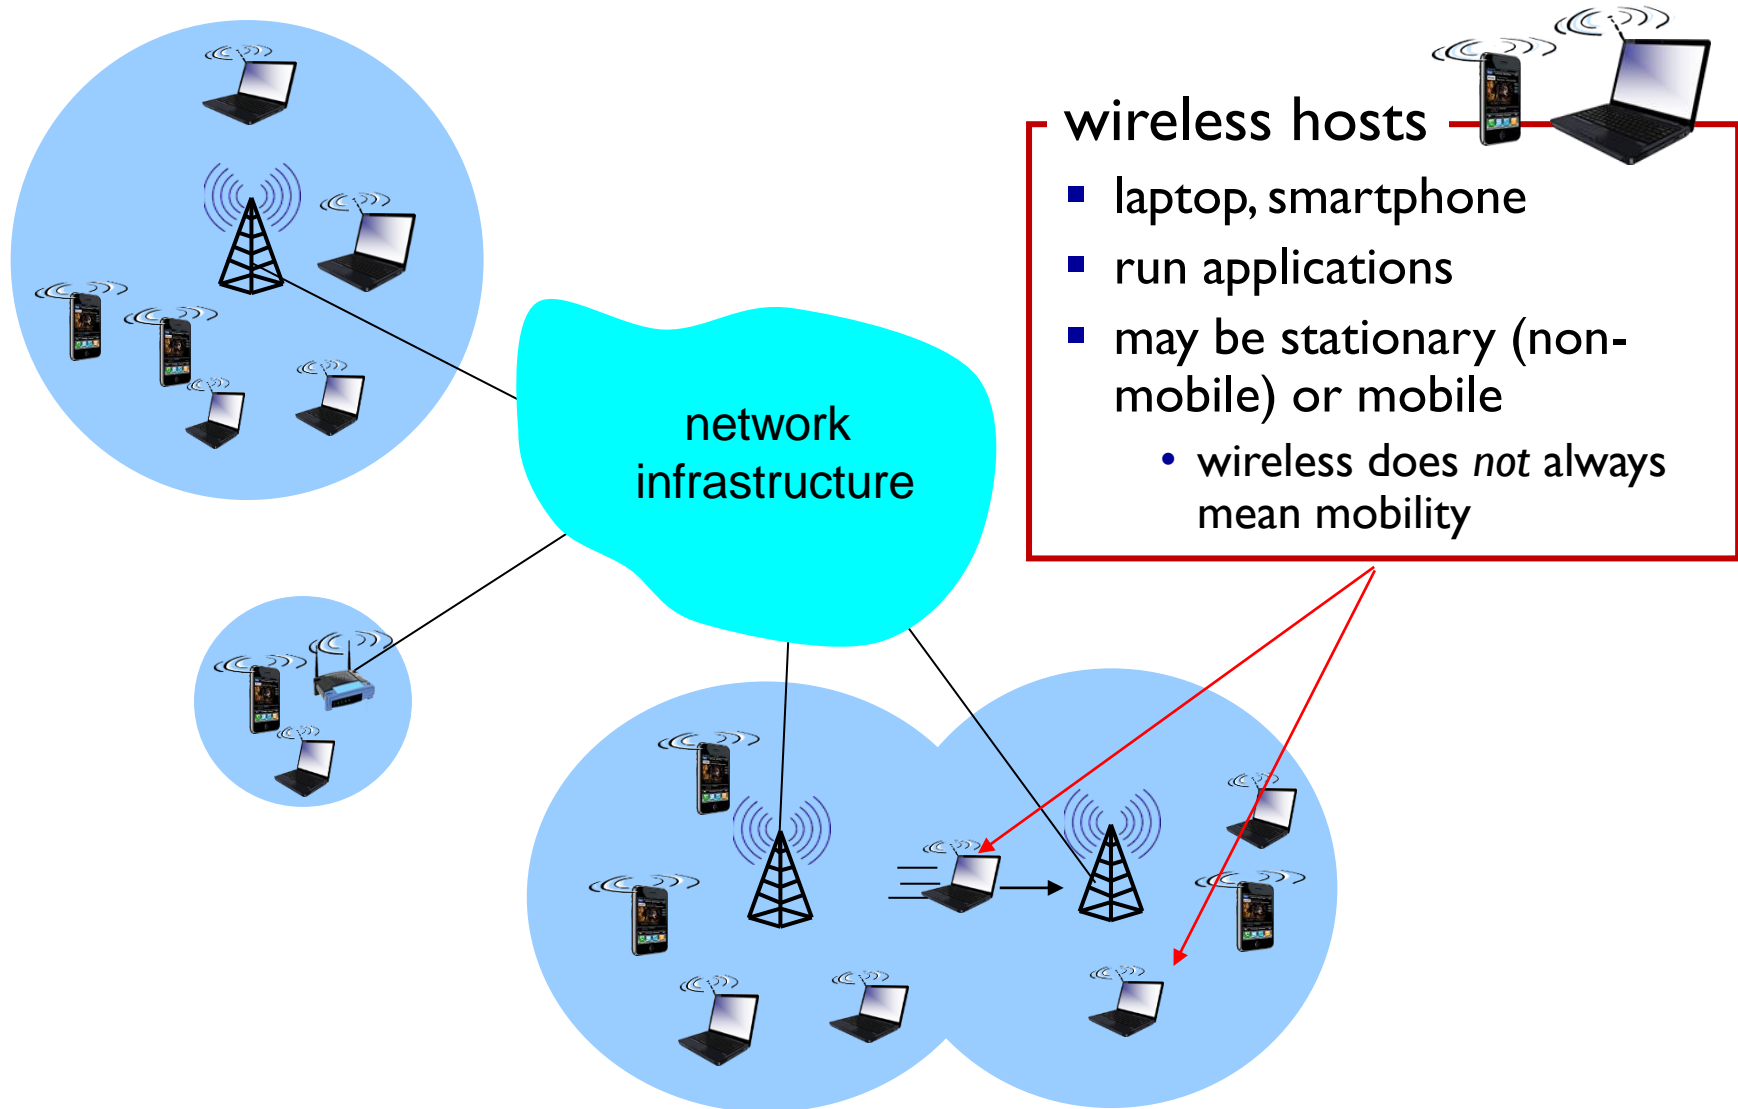 wireless hosts
▪ laptop, smartphone
▪ run applications
▪ may be stationary (non-
mobile) or mobile
• wireless does not always
mean mobility
network
infrastructure